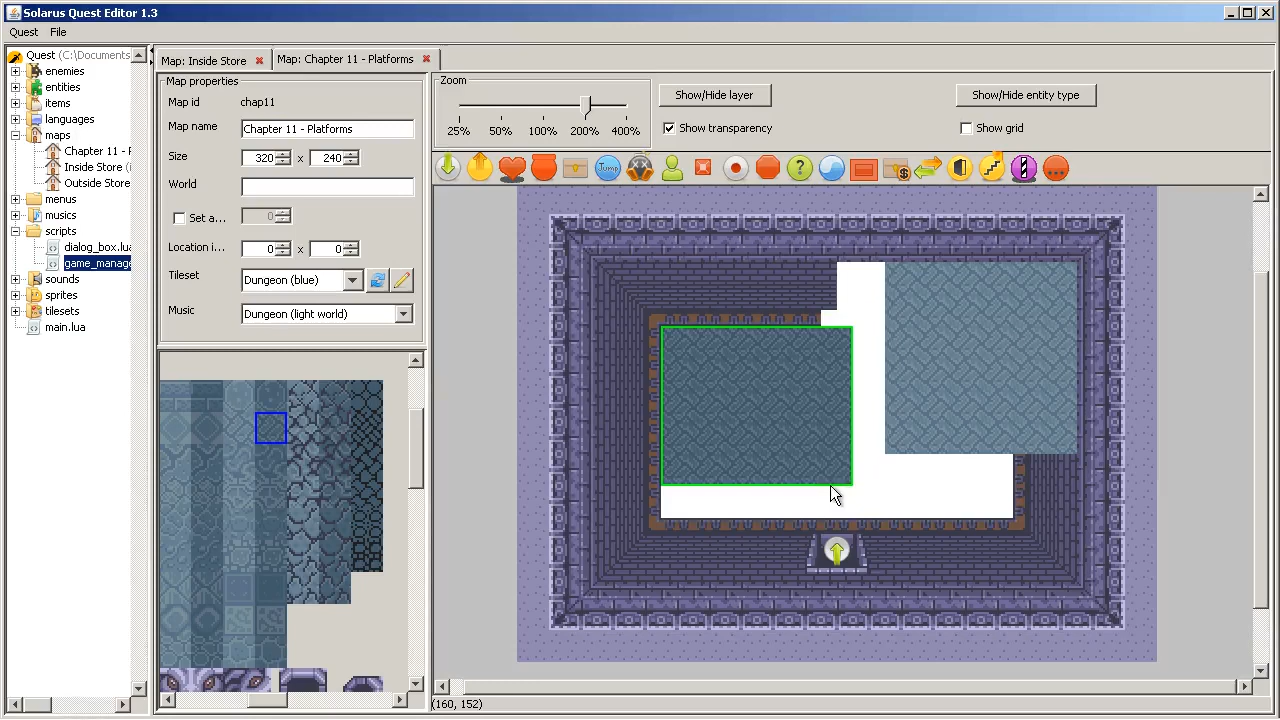 Solarus Quest Editor 1.3
Quest File
Quest (C:\Documents
enemies
entities
items
languages
maps
Chapter 11 - F
Inside Store (i
Outside Store
menus
musics
scripts
dialog_box.lua
game_manage
sounds
sprites
tilesets
main.lua
Map: Inside Store
Map: Chapter 11 - Platforms
Map properties
Map id chap11
Map name Chapter 11 - Platforms
Size 320 x 240
World
Set a... 0
Location i... 0 x 0
Tileset Dungeon (blue)
Music Dungeon (light world)
Zoom
25% 50% 100% 200% 400%
Show/Hide layer
Show/Hide entity type
Show transparency
Show grid
Jump
?
$
...
(160, 152)